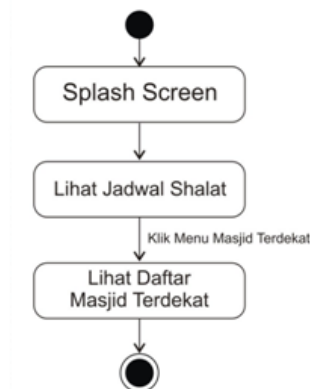 Splash Screen
Lihat Jadwal Shalat
Klik Menu Masjid Terdekat
Lihat Daftar
Masjid Terdekat